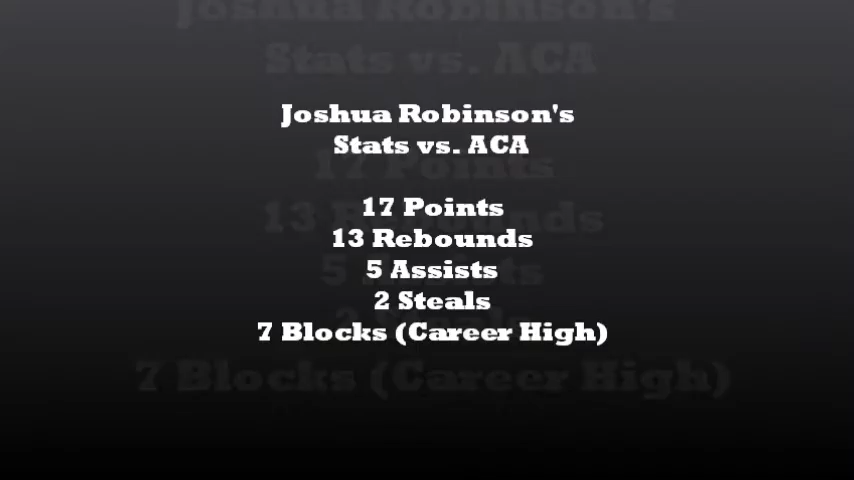 Joshua Robinson's
Stats vs. ACA
17 Points
13 Rebounds
5 Assists
2 Steals
7 Blocks (Career High)